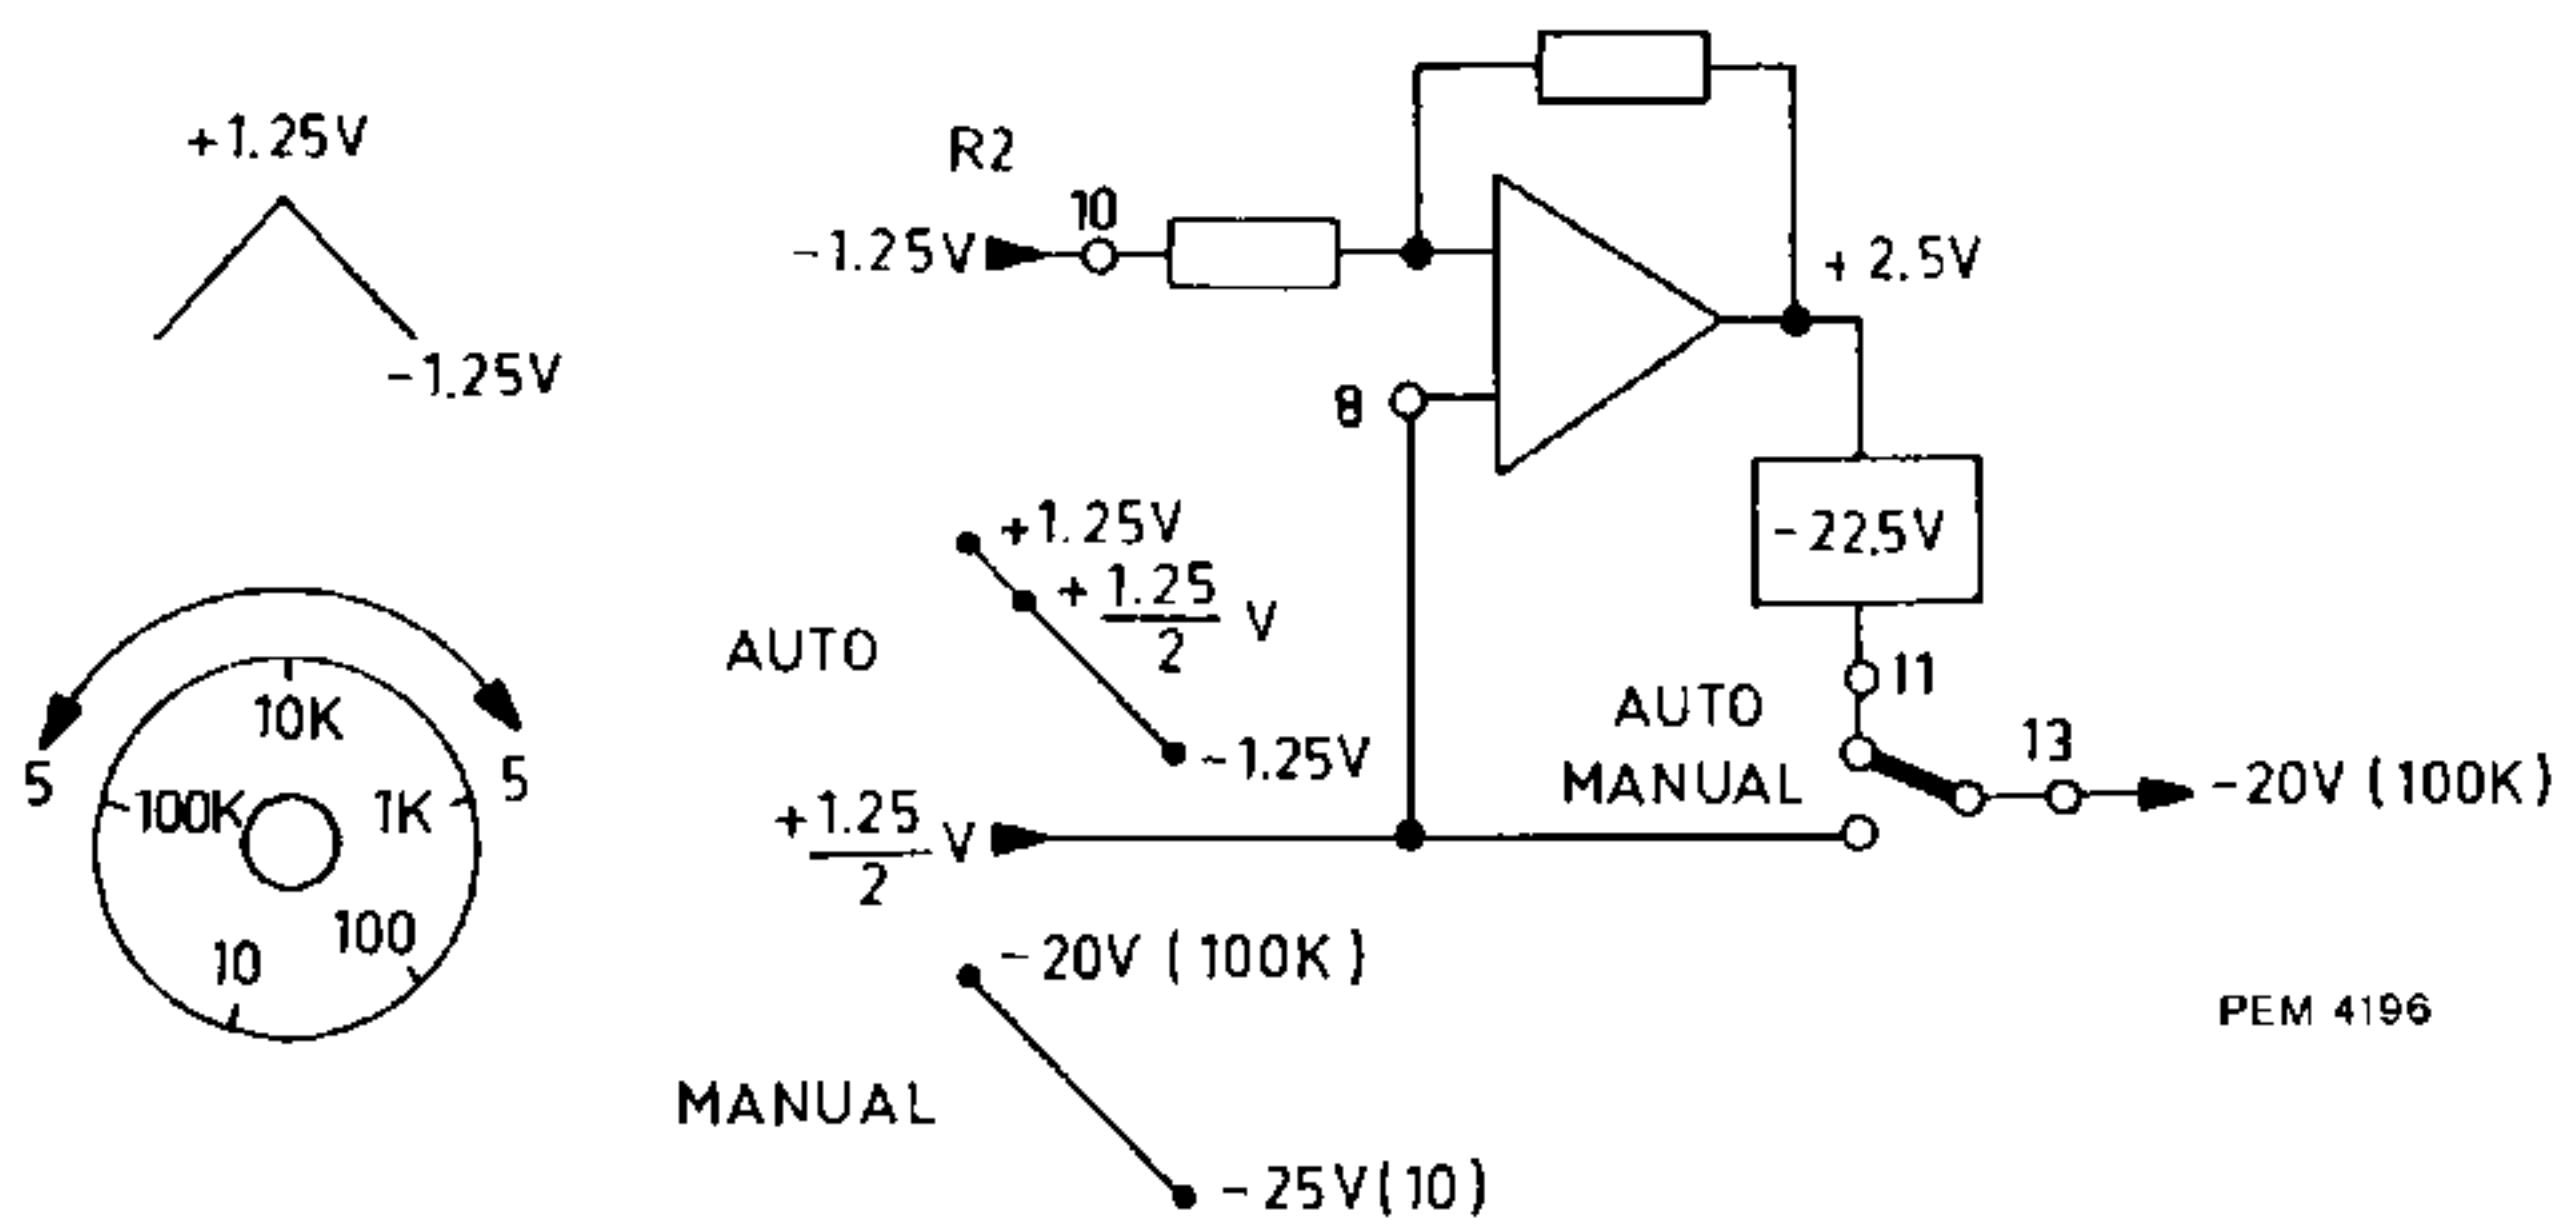 +1.25V
-1.25V
R2
10
-1.25V
+ 2.5V
8
-22.5V
11
AUTO
+1.25V
+1.25/2 V
-1.25V
AUTO
MANUAL
13
-20V (100K)
+1.25/2 V
5
10K
100K
1K
5
10
100
-20V (100K)
MANUAL
-25V(10)
PEM 4196